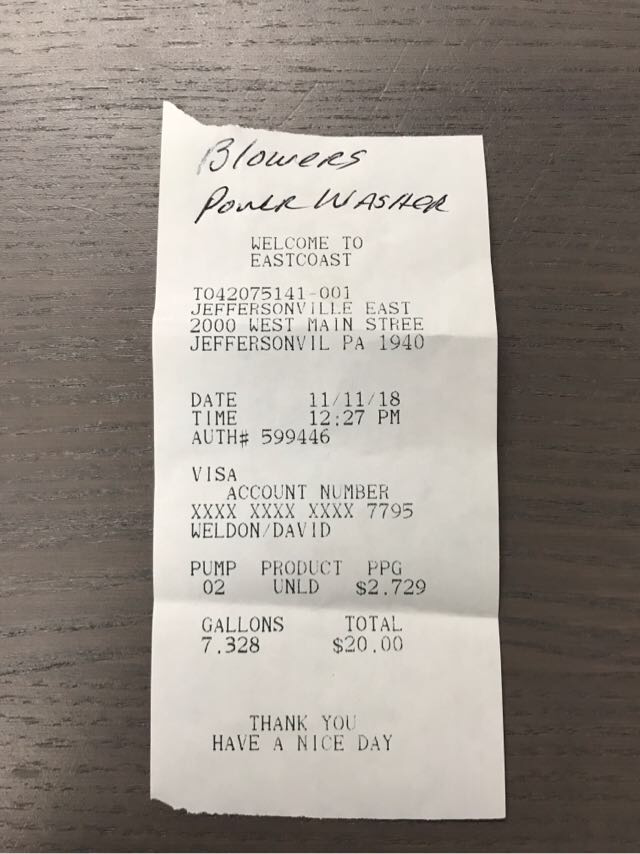 Blowers
Power Washer
WELCOME TO
EASTCOAST
T042075141-001
JEFFERSONVILLE EAST
2000 WEST MAIN STREE
JEFFERSONVIL PA 1940
DATE 11/11/18
TIME 12:27 PM
AUTH# 599446
VISA
ACCOUNT NUMBER
XXXX XXXX XXXX 7795
WELDON/DAVID
PUMP PRODUCT PPG
02 UNLD $2.729
GALLONS TOTAL
7.328 $20.00
THANK YOU
HAVE A NICE DAY